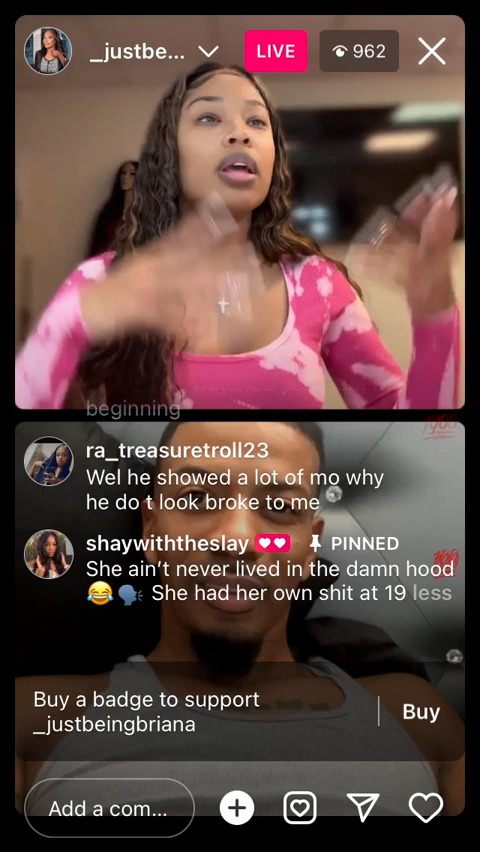 _justbe...
LIVE
962
beginning
ra_treasuretroll23
Wel he showed a lot of mo why
he do t look broke to me
shaywiththeslay 💕 PINNED
She ain't never lived in the damn hood
😂🗣️ She had her own shit at 19 less
Buy a badge to support
_justbeingbriana
Buy
Add a com...